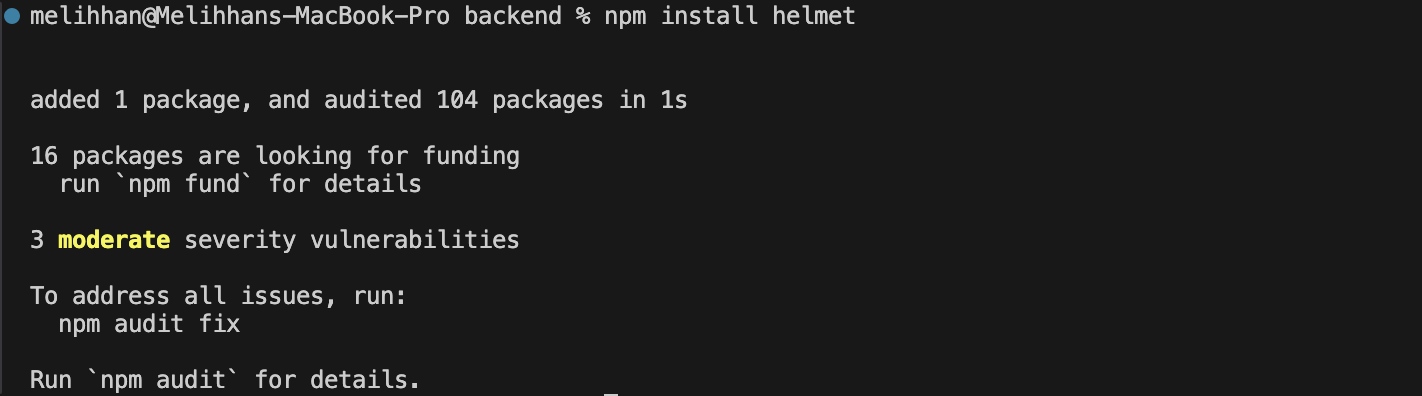 melihhan@Melihhans-MacBook-Pro backend % npm install helmet
added 1 package, and audited 104 packages in 1s
16 packages are looking for funding
  run `npm fund` for details
3 moderate severity vulnerabilities
To address all issues, run:
  npm audit fix
Run `npm audit` for details.